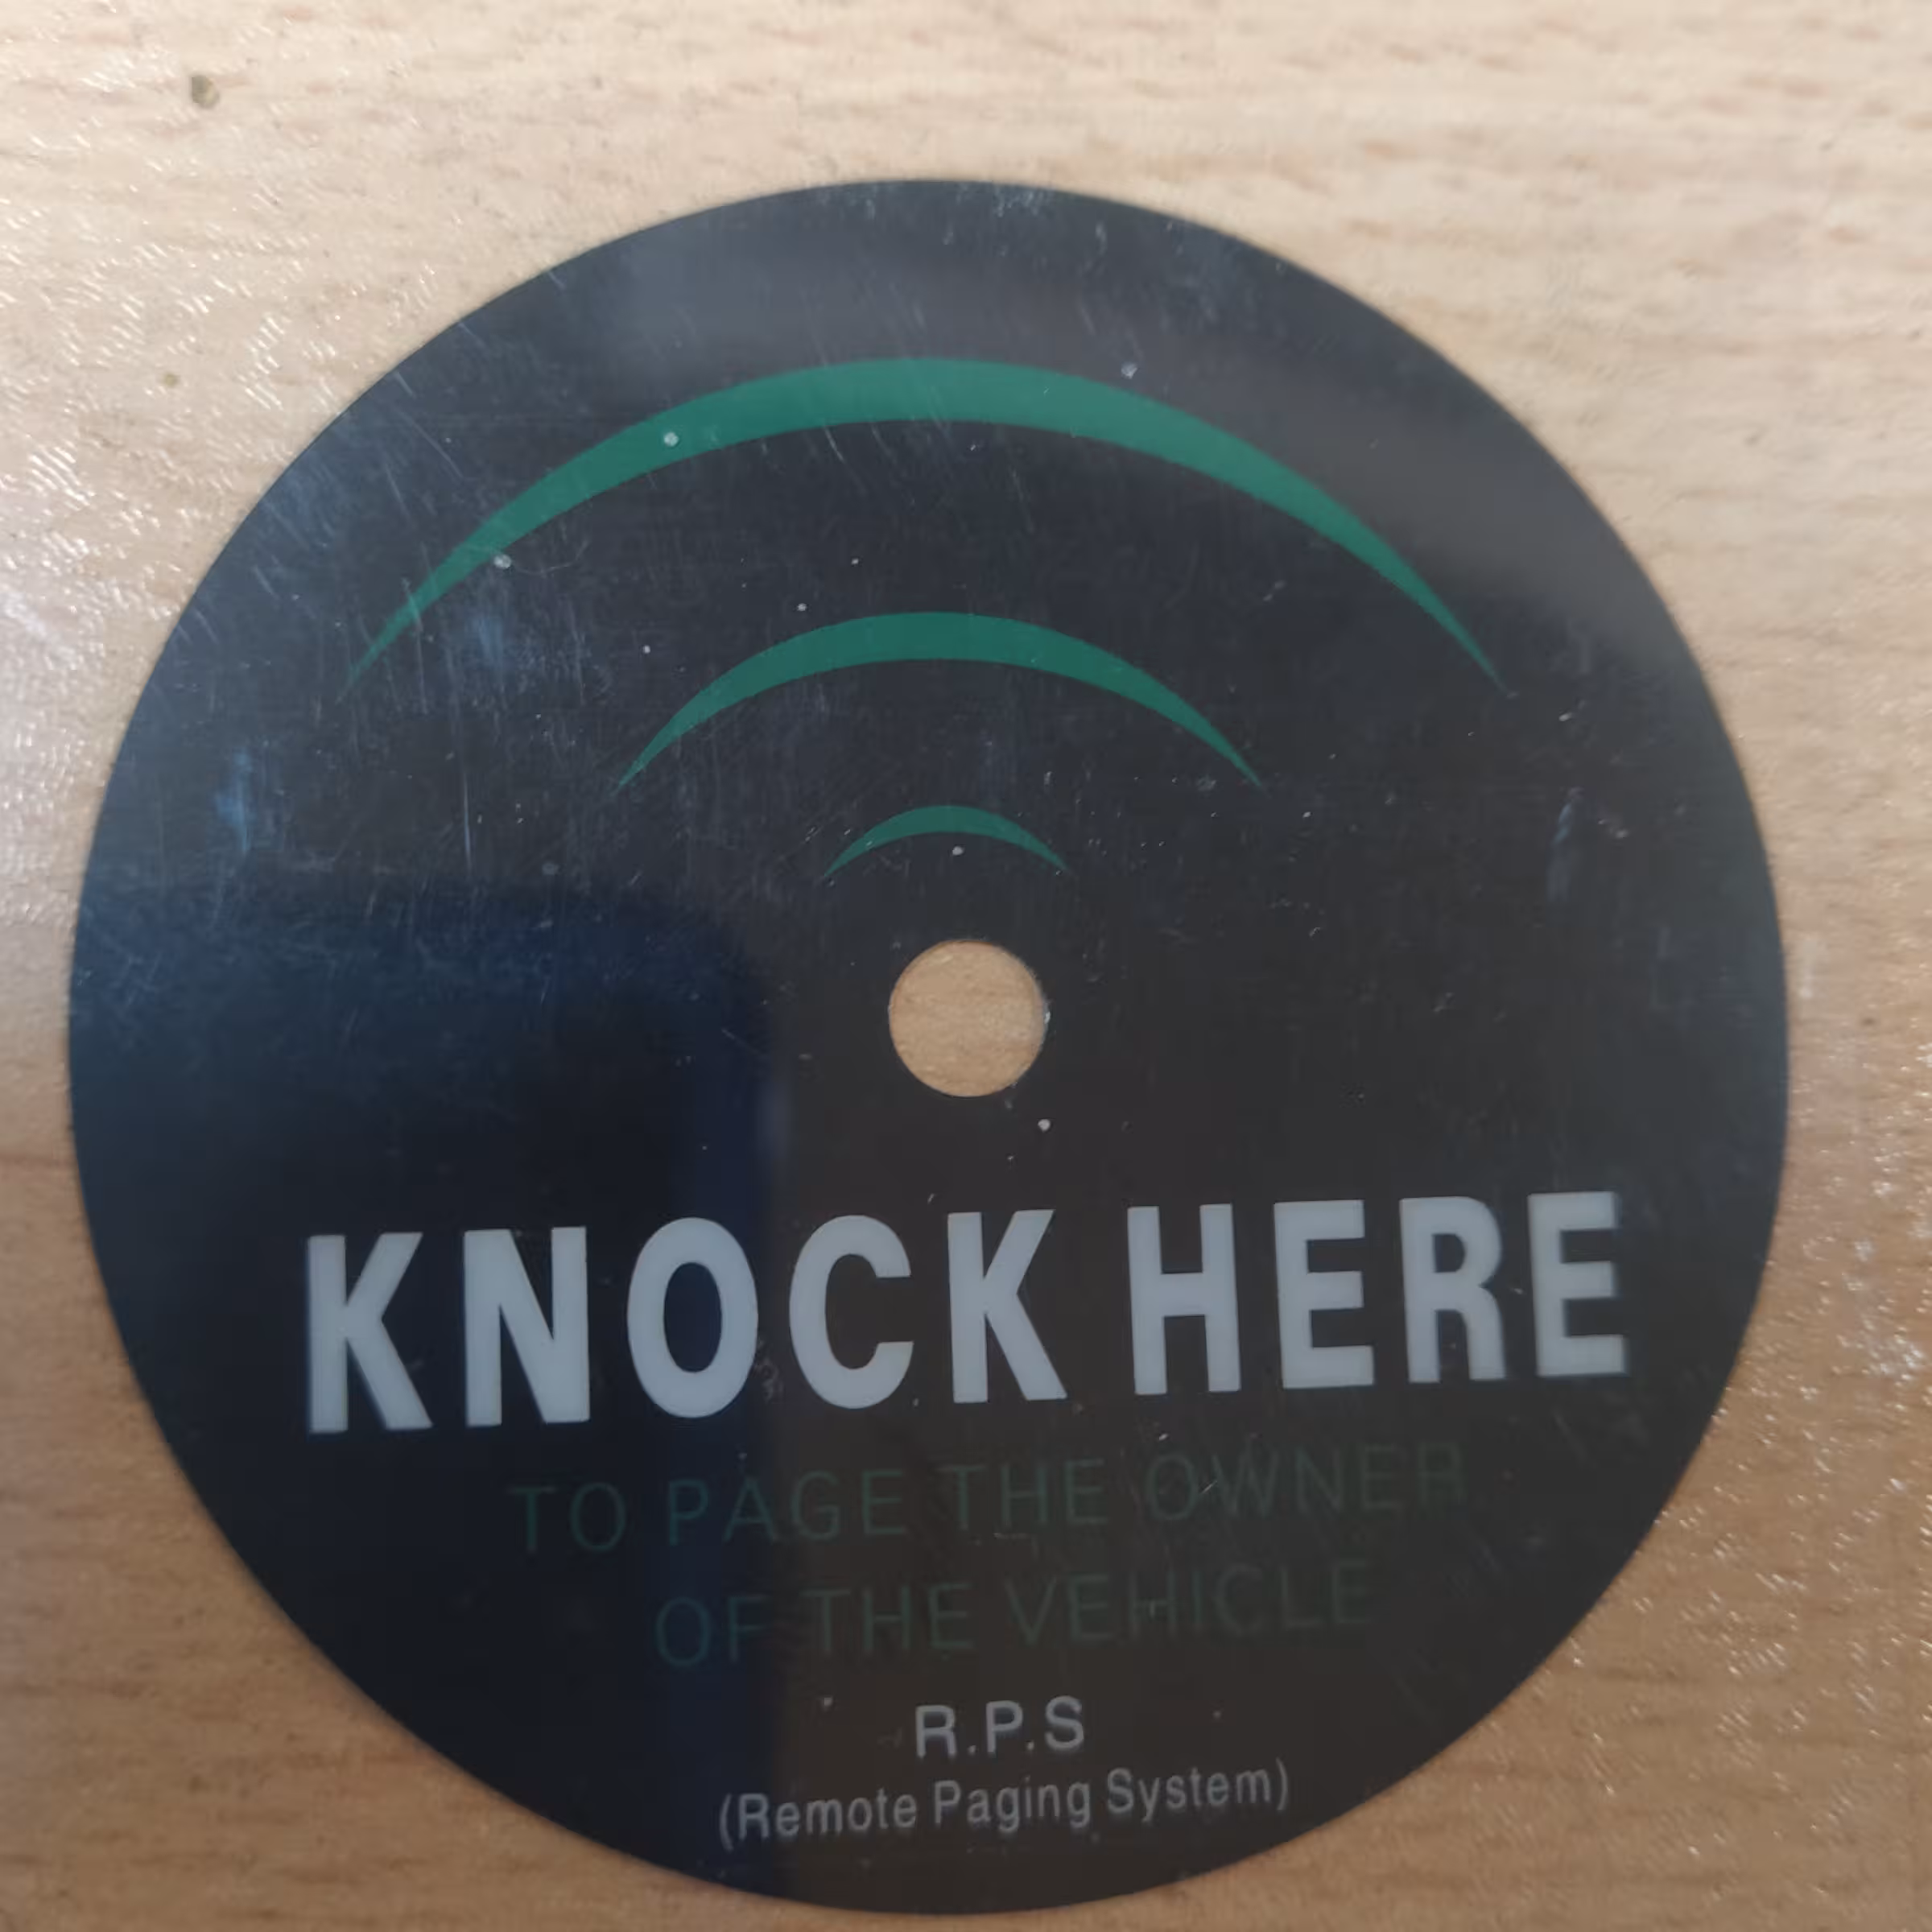 KNOCK HERE
TO PAGE THE OWNER
OF THE VEHICLE
R.P.S
(Remote Paging System)